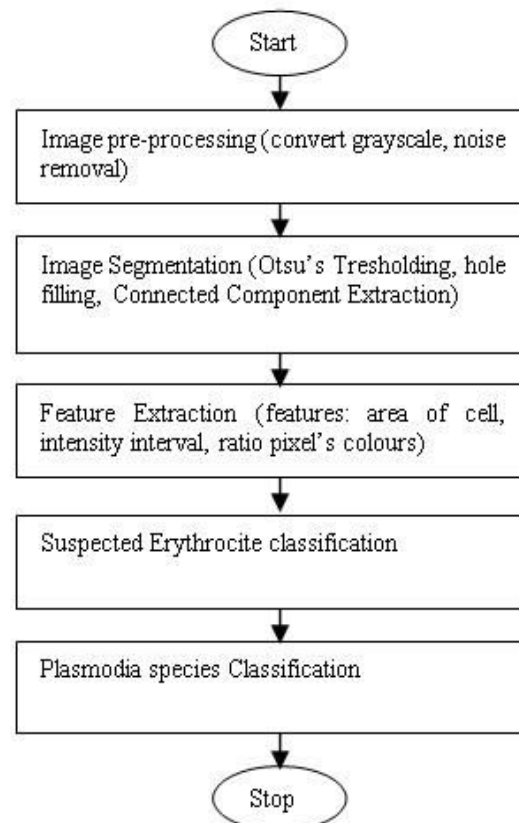 Start
Image pre-processing (convert grayscale, noise
removal)
Image Segmentation (Otsu's Tresholding, hole
filling, Connected Component Extraction)
Feature Extraction (features: area of cell,
intensity interval, ratio pixel's colours)
Suspected Erythrocite classification
Plasmodia species Classification
Stop